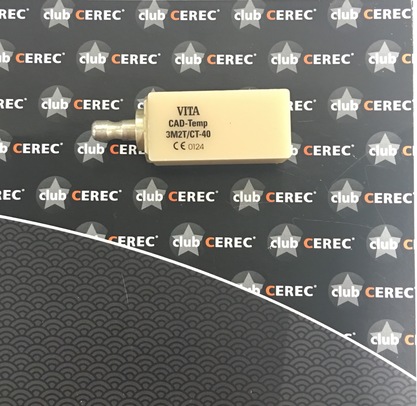 VITA
CAD-Temp
3M2T/CT-40
CE 0124
club CEREC®